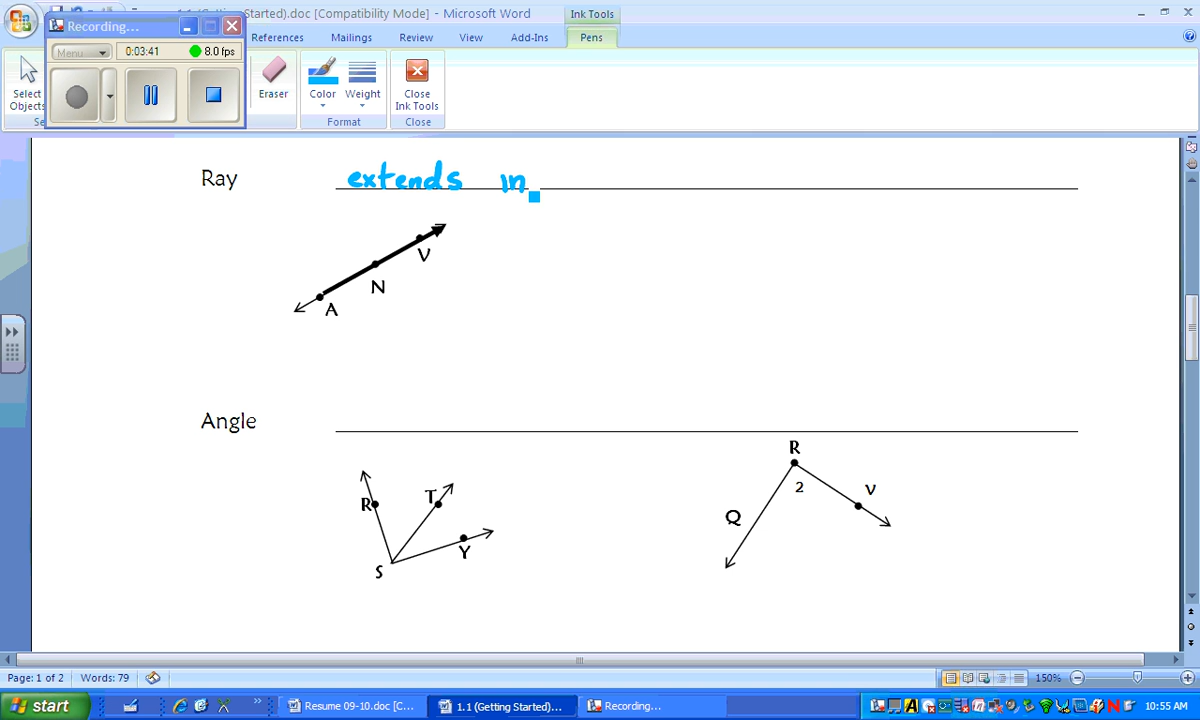 1.1 (Getting Started).doc [Compatibility Mode] - Microsoft Word
Ink Tools
Recording...
References Mailings Review View Add-Ins Pens
Menu 0:03:41 8.0 fps
Select Objects
Eraser
Color
Weight
Close Ink Tools
Format
Close
Ray extends in
V
N
A
Angle
R
R T 2 V
Q
Y
S
Page: 1 of 2 Words: 79 150%
start Resume 09-10.doc [C... 1.1 (Getting Started)... Recording... 10:55 AM